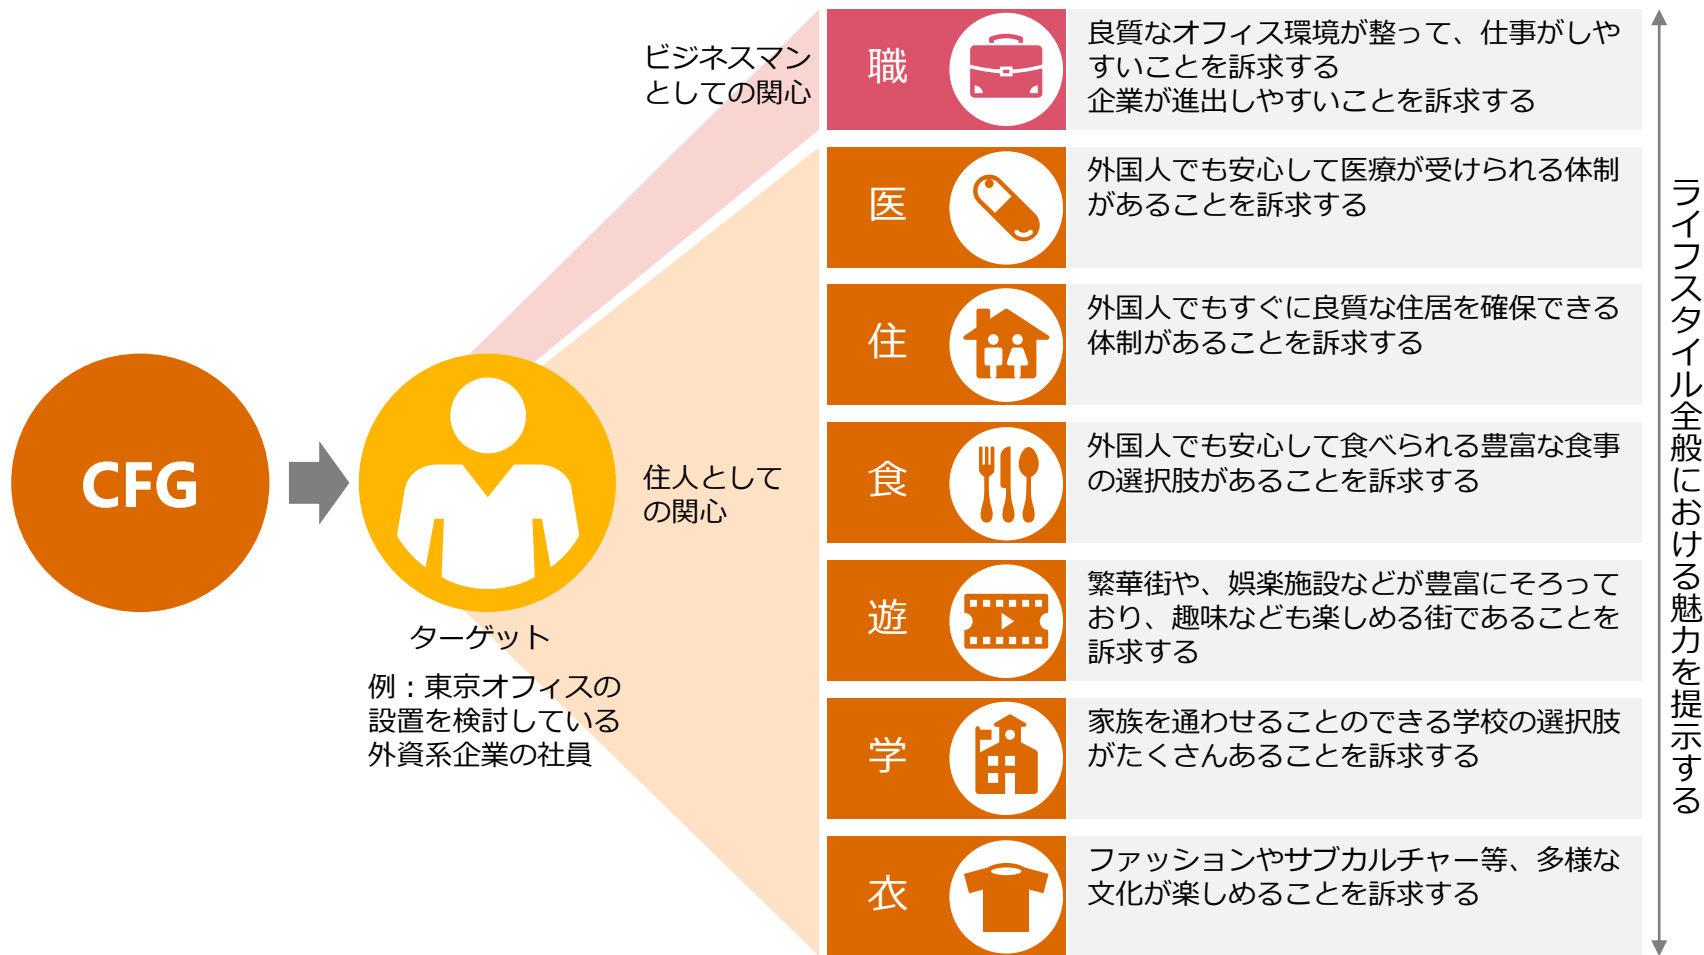 CFG
ターゲット
例：東京オフィスの
設置を検討している
外資系企業の社員
ビジネスマン
としての関心
住人として
の関心
職
良質なオフィス環境が整って、仕事がしや
すいことを訴求する
企業が進出しやすいことを訴求する
医
外国人でも安心して医療が受けられる体制
があることを訴求する
住
外国人でもすぐに良質な住居を確保できる
体制があることを訴求する
食
外国人でも安心して食べられる豊富な食事
の選択肢があることを訴求する
遊
繁華街や、娯楽施設などが豊富にそろって
おり、趣味なども楽しめる街であることを
訴求する
学
家族を通わせることのできる学校の選択肢
がたくさんあることを訴求する
衣
ファッションやサブカルチャー等、多様な
文化が楽しめることを訴求する
ライフスタイル全般における魅力を提示する